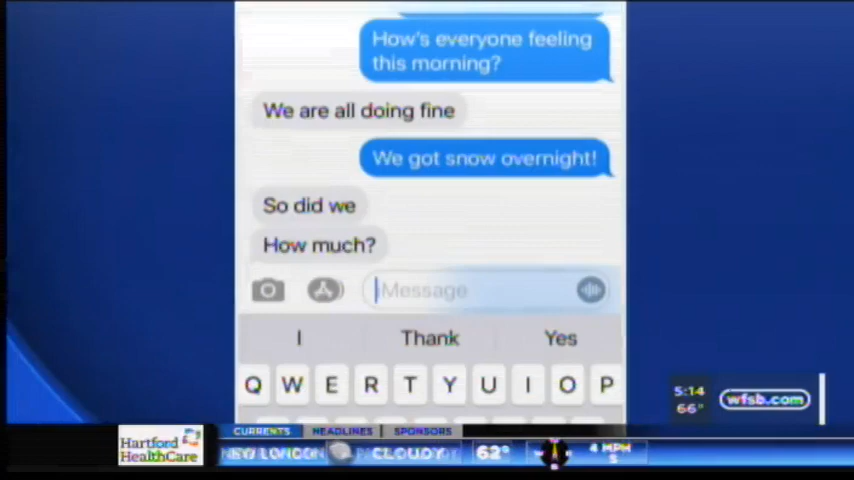 How's everyone feeling
this morning?
We are all doing fine
We got snow overnight!
So did we
How much?
Message
I Thank Yes
Q W E R T Y U I O P
5:14
66°
wfsb.com
CURRENTS HEADLINES SPONSORS
Hartford
HealthCare
NEW LONDON CLOUDY 62° 4 MPH
S